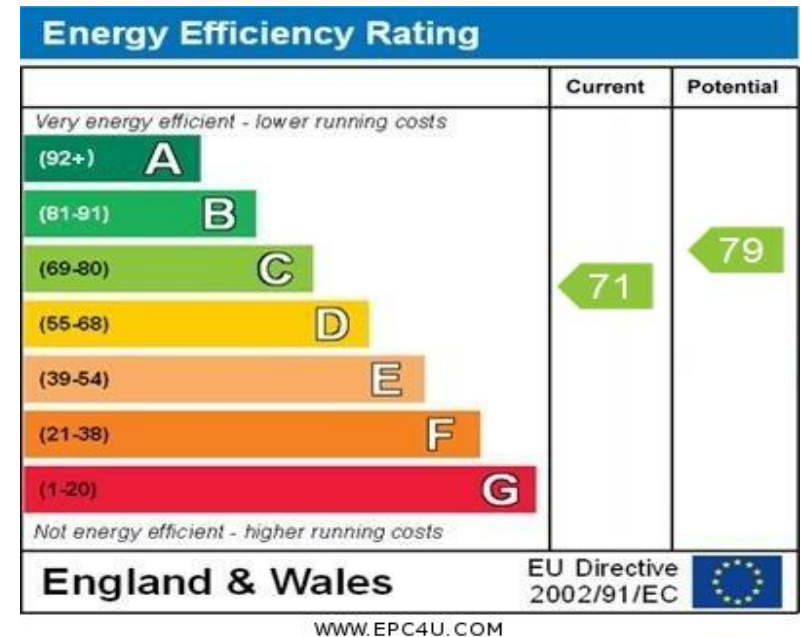 Energy Efficiency Rating
Current Potential
Very energy efficient - lower running costs
(92+) A
(81-91) B
(69-80) C
(55-68) D
(39-54) E
(21-38) F
(1-20) G
71
79
Not energy efficient - higher running costs
England & Wales
EU Directive
2002/91/EC
WWW.EPC4U.COM